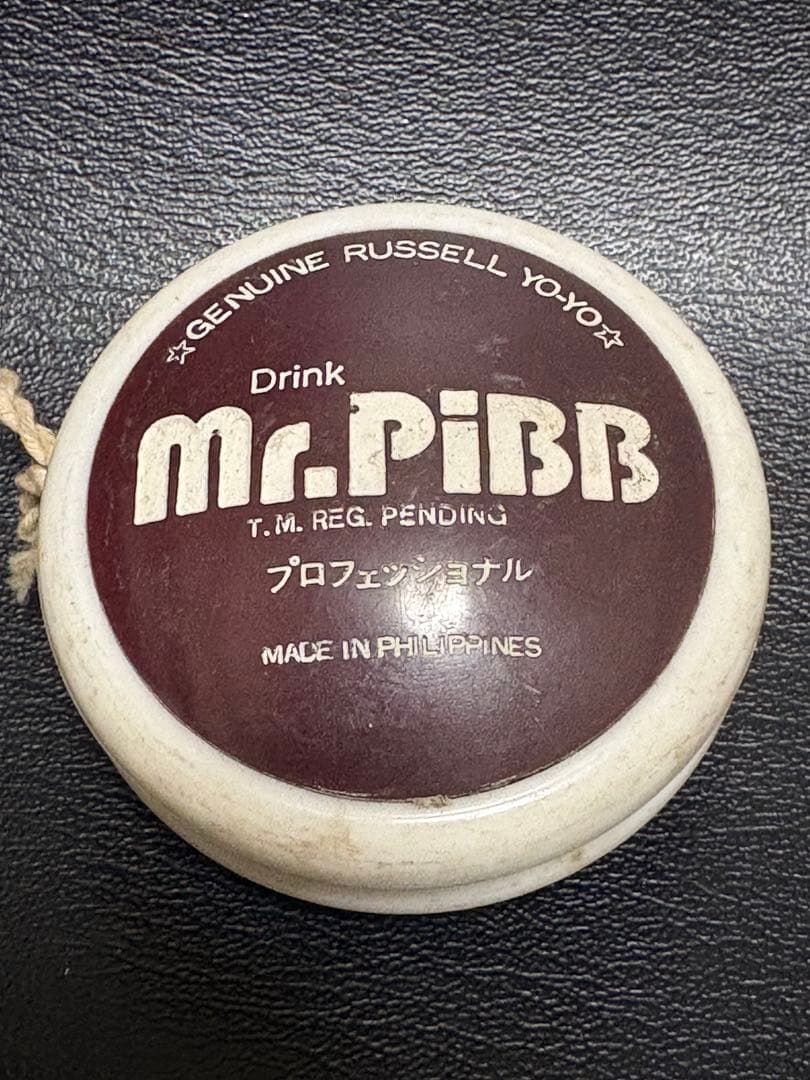 ☆GENUINE RUSSELL YO-YO☆
Drink
Mr.PiBB
T.M. REG. PENDING
プロフェッショナル
MADE IN PHILIPPINES